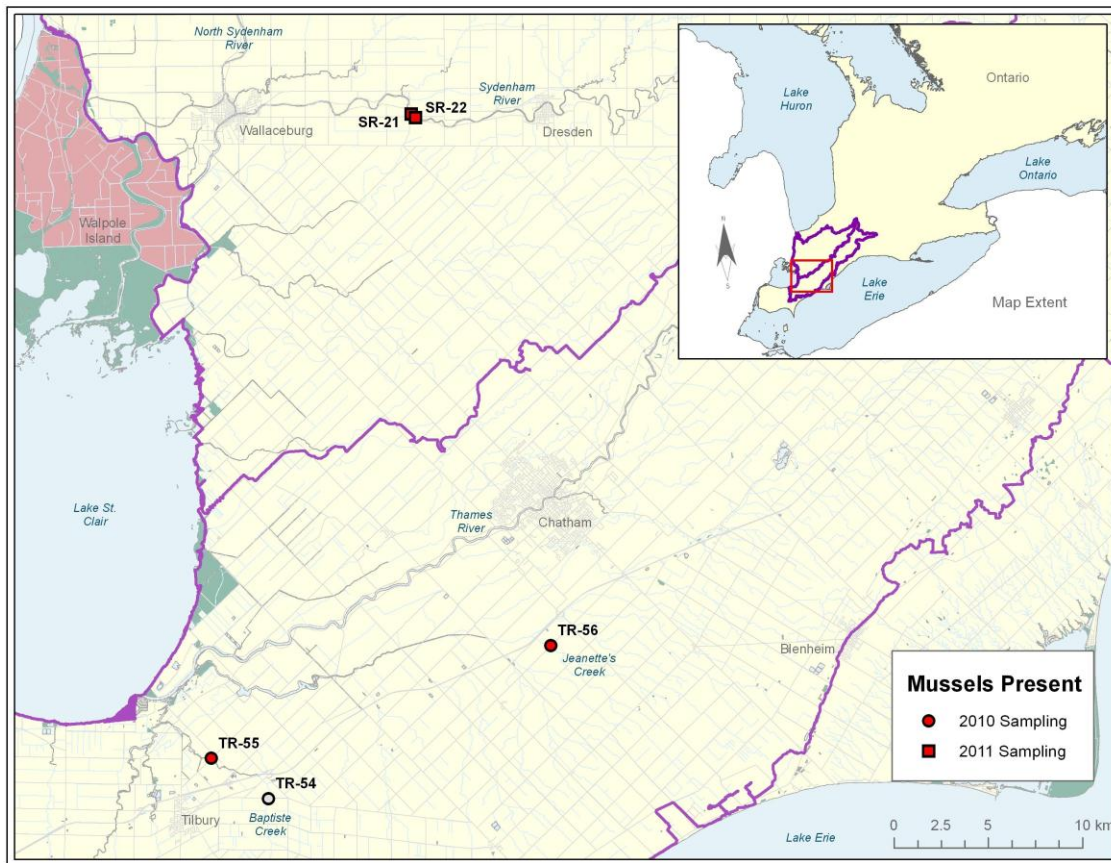 North Sydenham
River
Wallaceburg
SR-21
SR-22
Sydenham
River
Dresden
Walpole
Island
Lake St.
Clair
Thames
River
Chatham
TR-56
Jeanette's
Creek
Blenheim
TR-55
TR-54
Tilbury
Baptiste
Creek
Lake Erie
Ontario
Lake
Huron
Lake
Ontario
Lake
Erie
N
S
Map Extent
Mussels Present
2010 Sampling
2011 Sampling
0 2.5 5 10 km